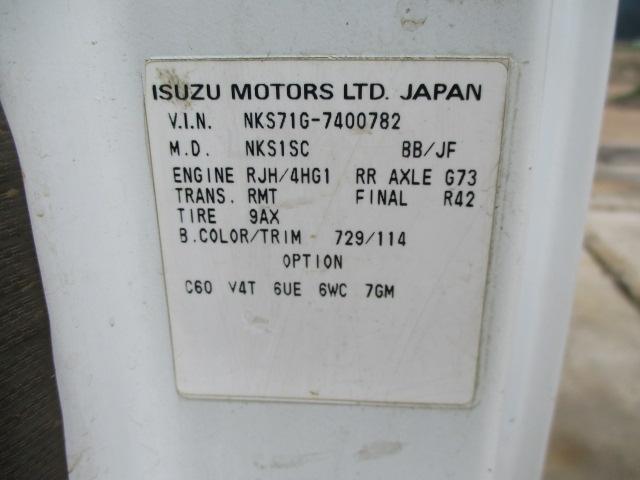 ISUZU MOTORS LTD. JAPAN
V.I.N. NKS71G-7400782
M.D. NKS1SC BB/JF
ENGINE RJH/4HG1 RR AXLE G73
TRANS. RMT FINAL R42
TIRE 9AX
B.COLOR/TRIM 729/114
OPTION
C60 V4T 6UE 6WC 7GM